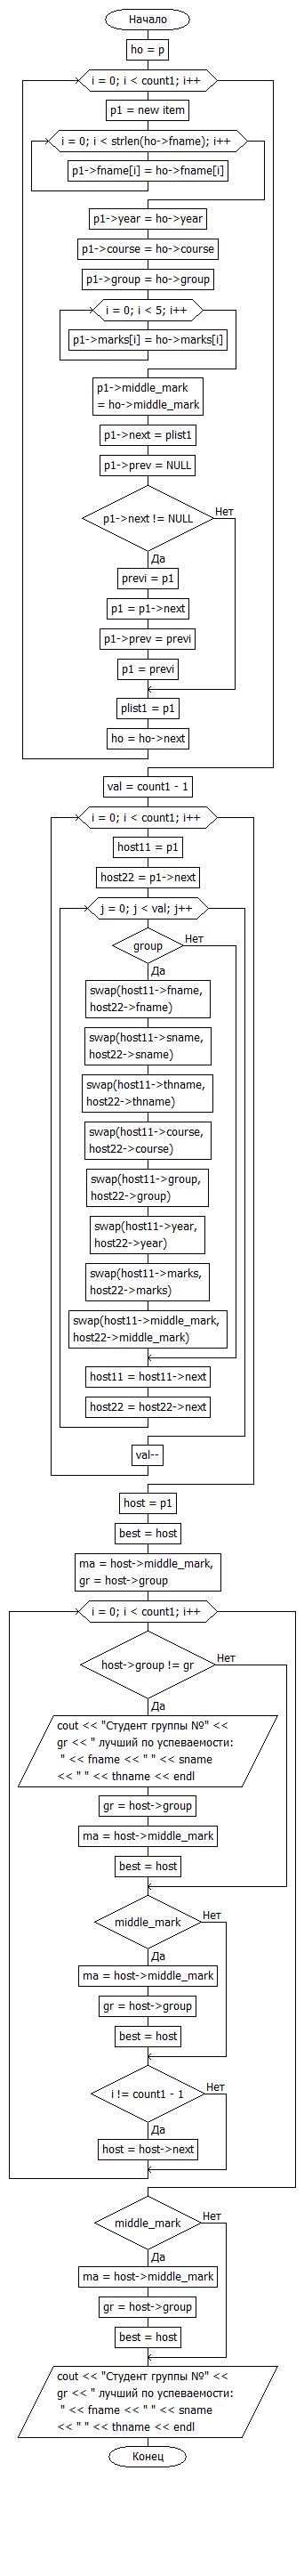 Начало
ho = p
i = 0; i < count1; i++
p1 = new item
i = 0; i < strlen(ho->fname); i++
p1->fname[i] = ho->fname[i]
p1->year = ho->year
p1->course = ho->course
p1->group = ho->group
i = 0; i < 5; i++
p1->marks[i] = ho->marks[i]
p1->middle_mark
= ho->middle_mark
p1->next = plist1
p1->prev = NULL
p1->next != NULL
Нет
Да
previ = p1
p1 = p1->next
p1->prev = previ
p1 = previ
plist1 = p1
ho = ho->next
val = count1 - 1
i = 0; i < count1; i++
host11 = p1
host22 = p1->next
j = 0; j < val; j++
group
Нет
Да
swap(host11->fname,
host22->fname)
swap(host11->sname,
host22->sname)
swap(host11->thname,
host22->thname)
swap(host11->course,
host22->course)
swap(host11->group,
host22->group)
swap(host11->year,
host22->year)
swap(host11->marks,
host22->marks)
swap(host11->middle_mark,
host22->middle_mark)
host11 = host11->next
host22 = host22->next
val--
host = p1
best = host
ma = host->middle_mark,
gr = host->group
i = 0; i < count1; i++
host->group != gr
Нет
Да
cout << "Студент группы №" <<
gr << " лучший по успеваемости:
" << fname << " " << sname
<< " " << thname << endl
gr = host->group
ma = host->middle_mark
best = host
middle_mark
Нет
Да
ma = host->middle_mark
gr = host->group
best = host
i != count1 - 1
Нет
Да
host = host->next
middle_mark
Нет
Да
ma = host->middle_mark
gr = host->group
best = host
cout << "Студент группы №" <<
gr << " лучший по успеваемости:
" << fname << " " << sname
<< " " << thname << endl
Конец